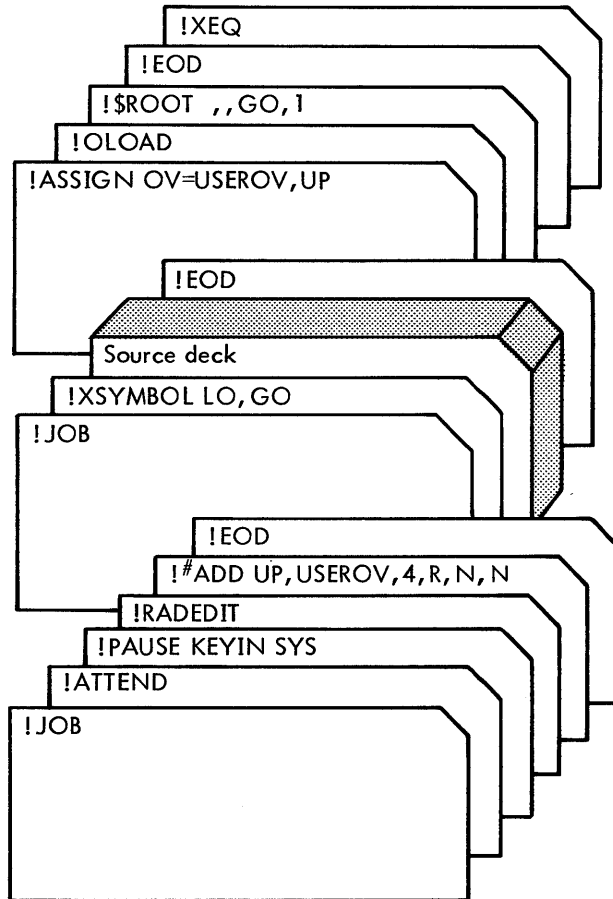 !XEQ
!EOD
!$ROOT ,,GO,1
!OLOAD
!ASSIGN OV=USEROV,UP
!EOD
Source deck
!XSYMBOL LO,GO
!JOB
!EOD
!#ADD UP,USEROV,4,R,N,N
!RADEDIT
!PAUSE KEYIN SYS
!ATTEND
!JOB